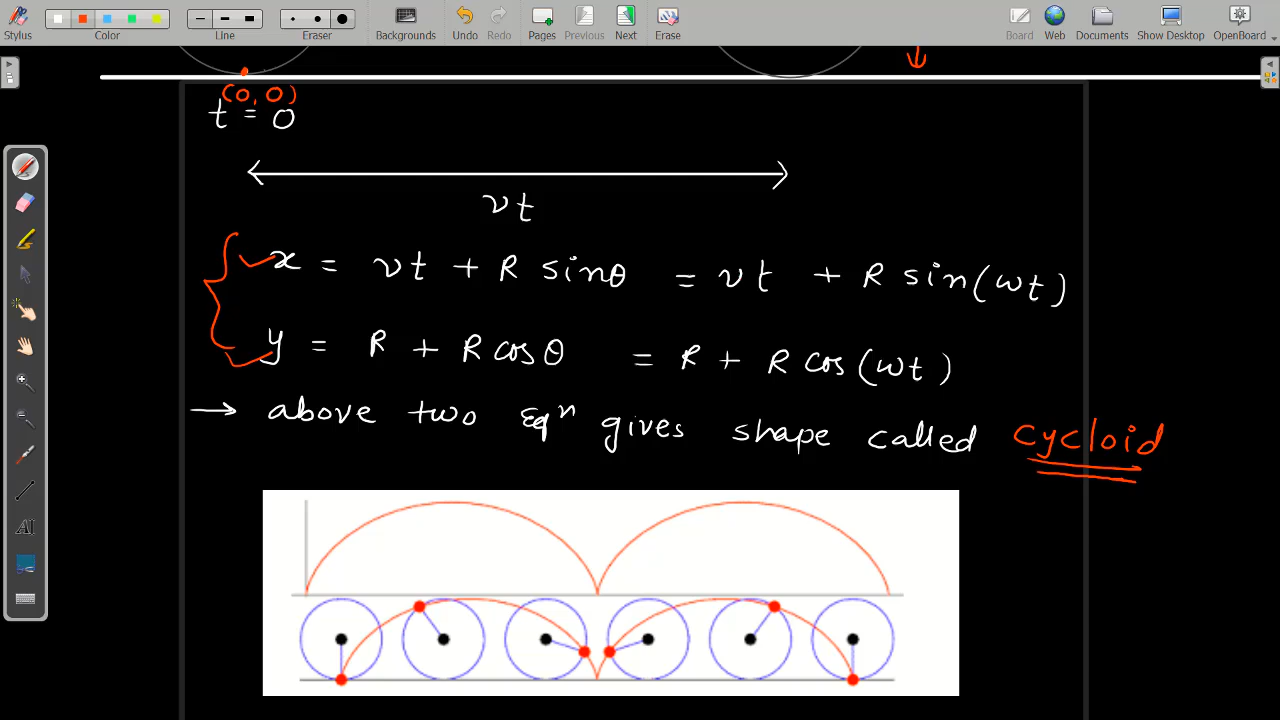 Stylus Color Line Eraser Backgrounds Undo Redo Pages Previous Next Erase Board Web Documents Show Desktop OpenBoard
(0, 0)
t = 0
vt
x = vt + R sinθ = vt + R sin(ωt)
y = R + R cosθ = R + R cos(ωt)
→ above two Eqⁿ gives shape called cycloid
AI